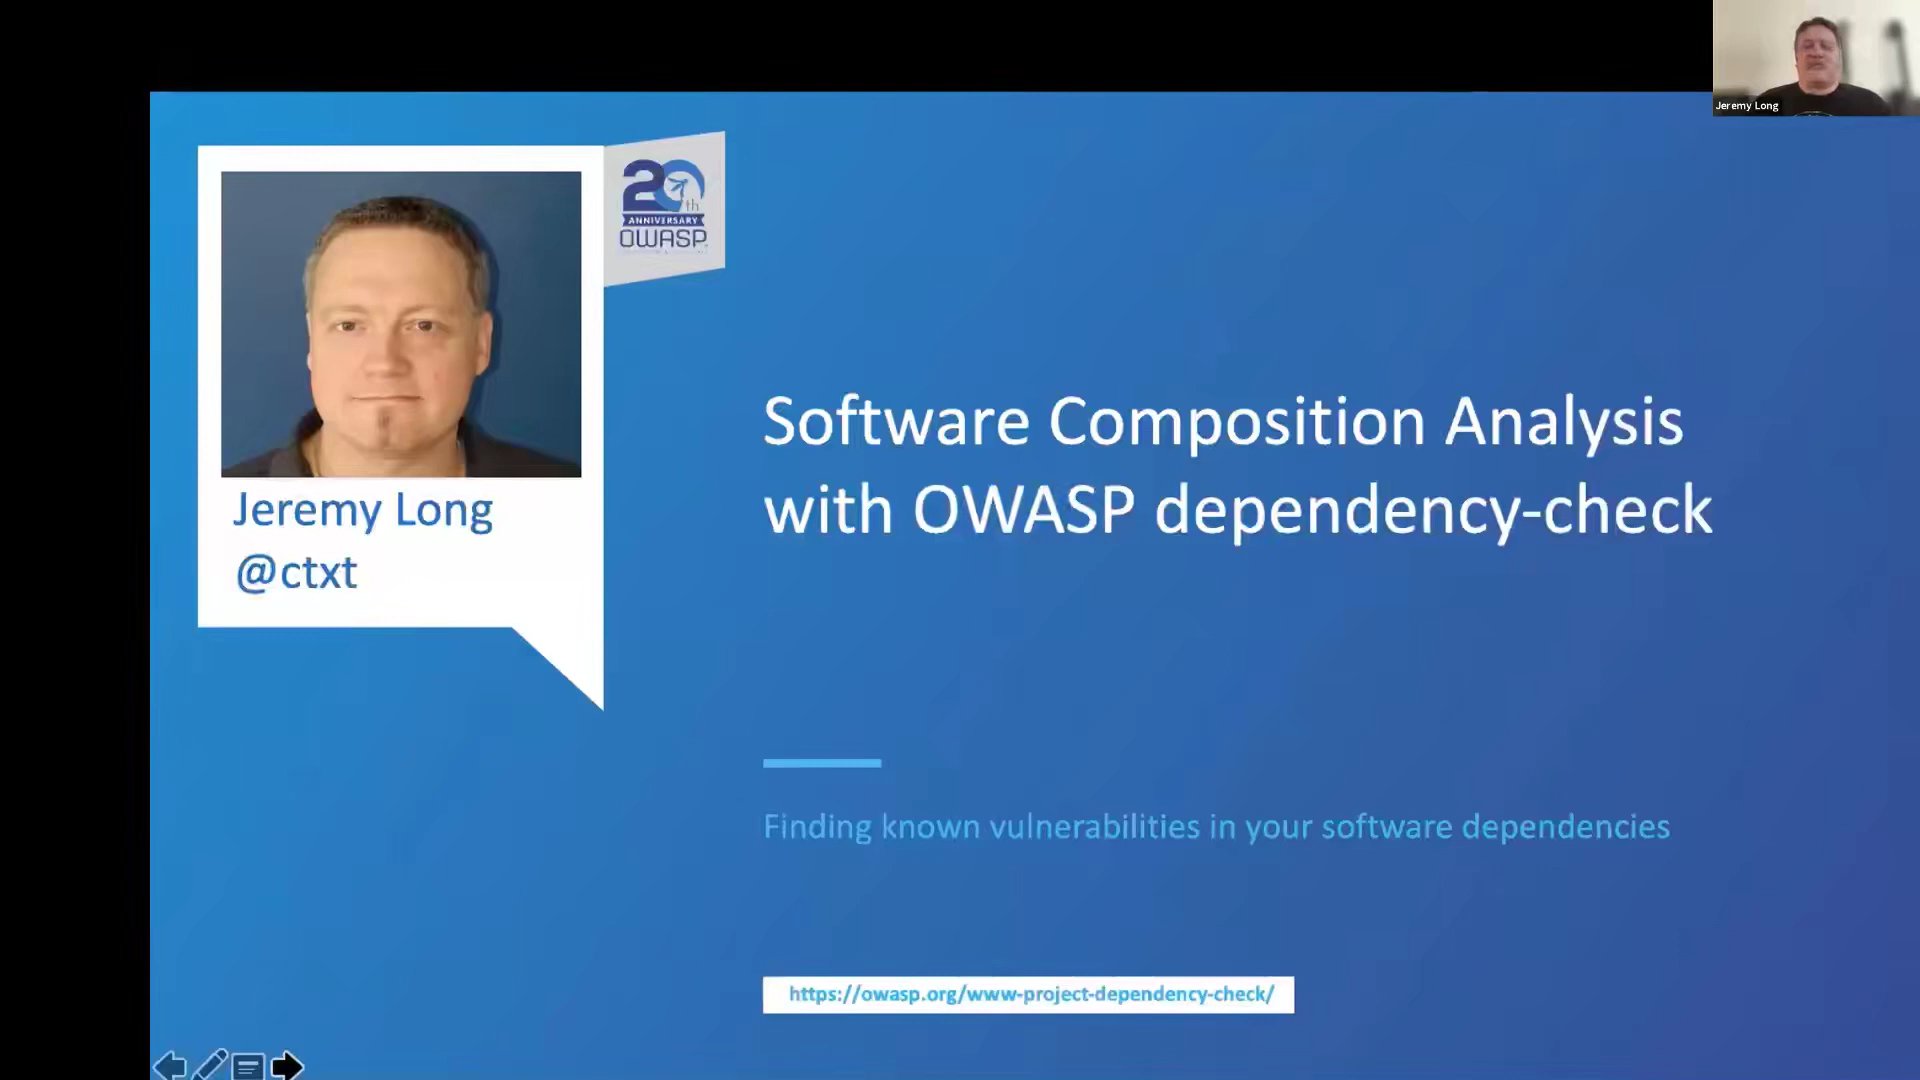 Jeremy Long
20th
ANNIVERSARY
OWASP
Jeremy Long
@ctxt
Software Composition Analysis
with OWASP dependency-check
Finding known vulnerabilities in your software dependencies
https://owasp.org/www-project-dependency-check/